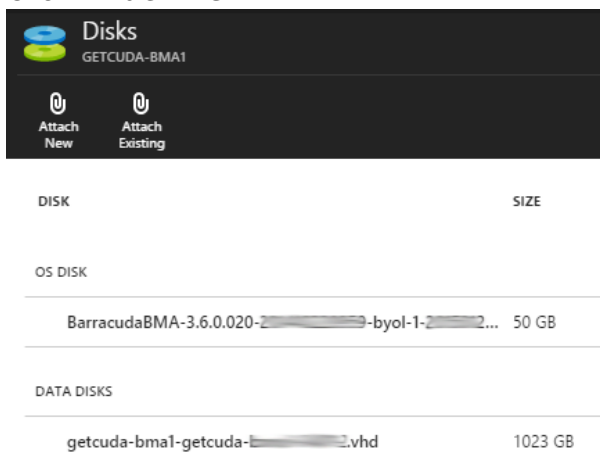 Disks
GETCUDA-BMA1
Attach New
Attach Existing
DISK SIZE
OS DISK
BarracudaBMA-3.6.0.020- -byol-1- ... 50 GB
DATA DISKS
getcuda-bma1-getcuda- .vhd 1023 GB